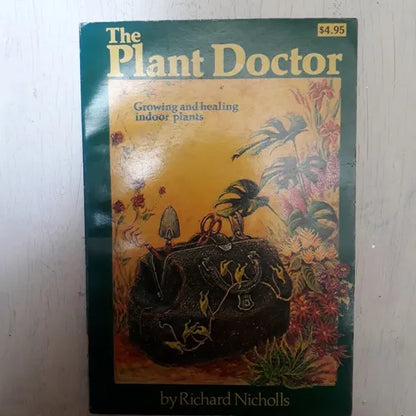 The
$4.95
Plant Doctor
Growing and healing
indoor plants
by Richard Nicholls